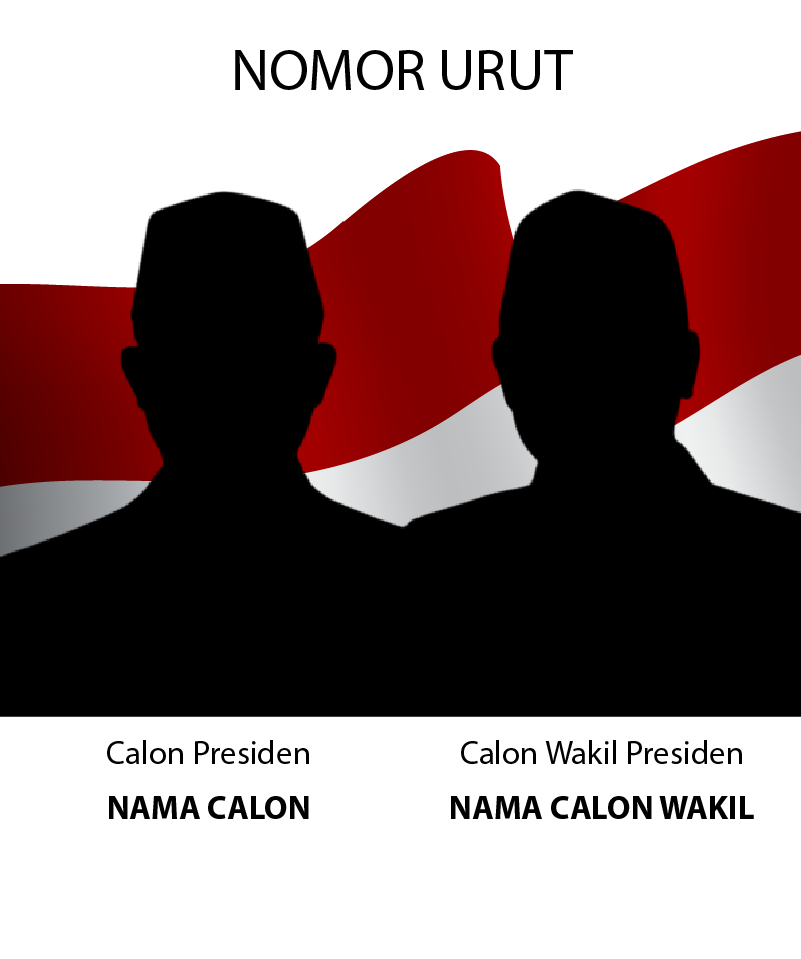 NOMOR URUT
Calon Presiden
Calon Wakil Presiden
NAMA CALON
NAMA CALON WAKIL